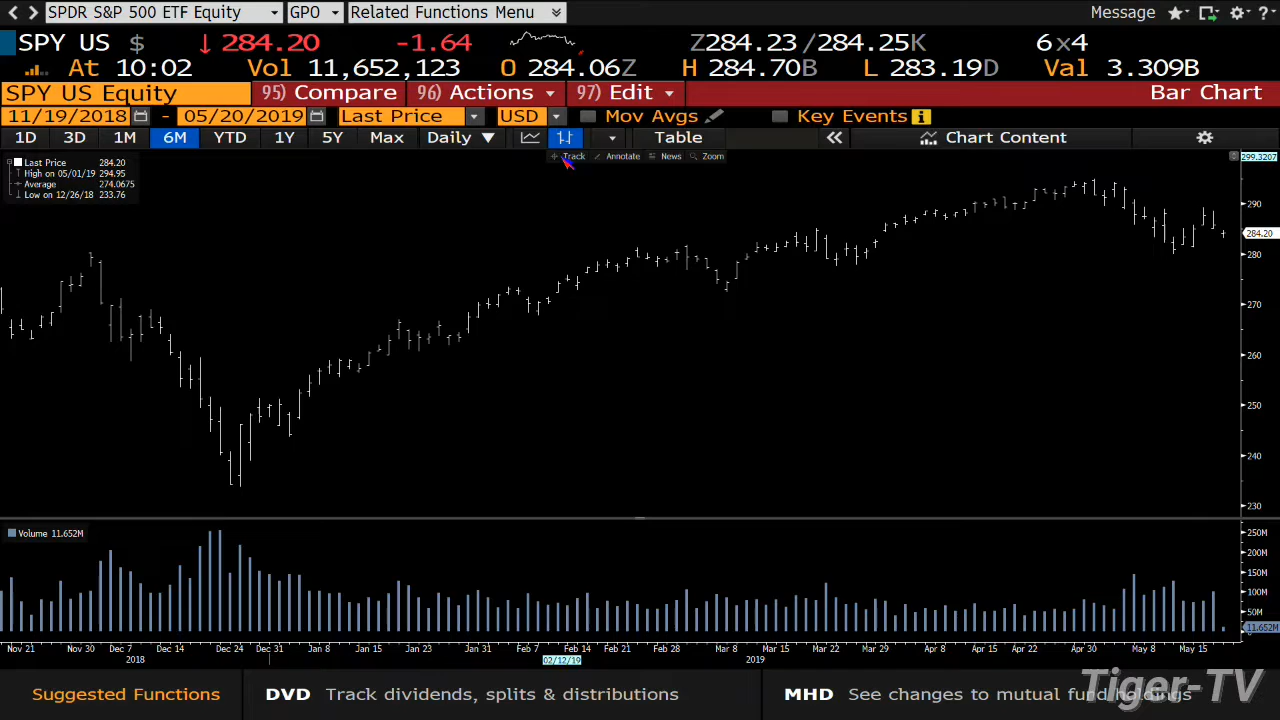 SPDR S&P 500 ETF Equity GPO Related Functions Menu Message ?
SPY US $ ↓ 284.20 -1.64 Z284.23/284.25K 6x4
At 10:02 Vol 11,652,123 O 284.06Z H 284.70B L 283.19D Val 3.309B
SPY US Equity 95) Compare 96) Actions 97) Edit Bar Chart
11/19/2018 - 05/20/2019 Last Price USD Mov Avgs Key Events i
1D 3D 1M 6M YTD 1Y 5Y Max Daily ▼ Table « Chart Content
Track Annotate News Zoom
Last Price 284.20
High on 05/01/19 294.95
Average 274.0675
Low on 12/26/18 233.76
299.3207
290
284.20
280
270
260
250
240
230
Volume 11.652M
250M
200M
150M
100M
50M
11.652M
Nov 21 Nov 30 Dec 7 Dec 14 Dec 24 Dec 31 Jan 8 Jan 15 Jan 23 Jan 31 Feb 7 Feb 14 Feb 21 Feb 28 Mar 8 Mar 15 Mar 22 Mar 29 Apr 8 Apr 15 Apr 22 Apr 30 May 8 May 15
2018 02/12/19 2019
Suggested Functions DVD Track dividends, splits & distributions MHD See changes to mutual fund holdings
Tiger-TV